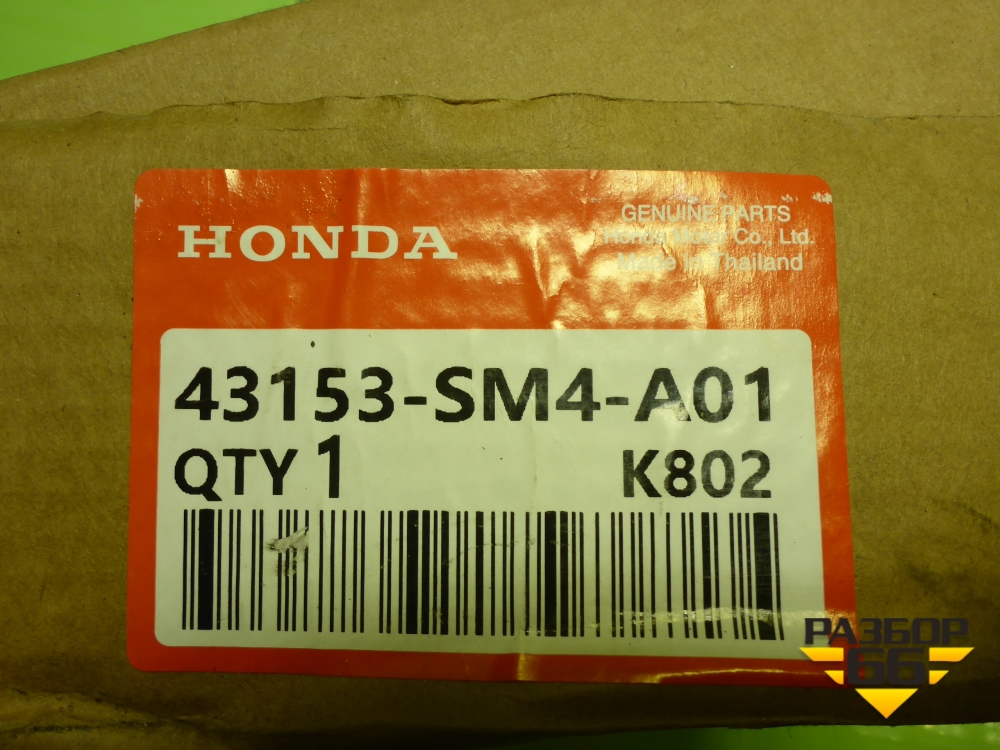 HONDA
GENUINE PARTS
Honda Motor Co., Ltd.
Made in Thailand
43153-SM4-A01
QTY 1 K802
РАЗБОР
66